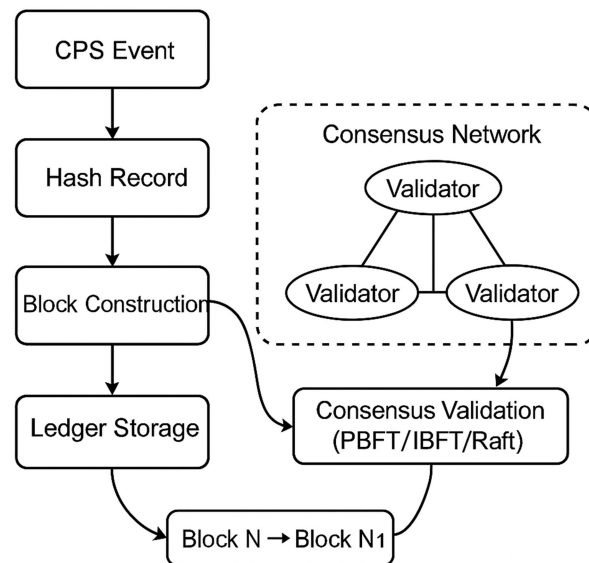 CPS Event
Hash Record
Block Construction
Ledger Storage
Consensus Network
Validator
Validator
Validator
Consensus Validation
(PBFT/IBFT/Raft)
Block N → Block N1